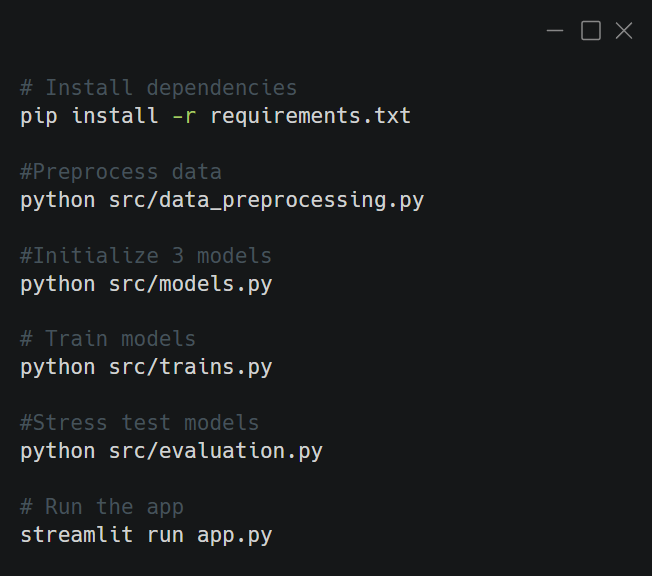 # Install dependencies
pip install -r requirements.txt
#Preprocess data
python src/data_preprocessing.py
#Initialize 3 models
python src/models.py
# Train models
python src/trains.py
#Stress test models
python src/evaluation.py
# Run the app
streamlit run app.py